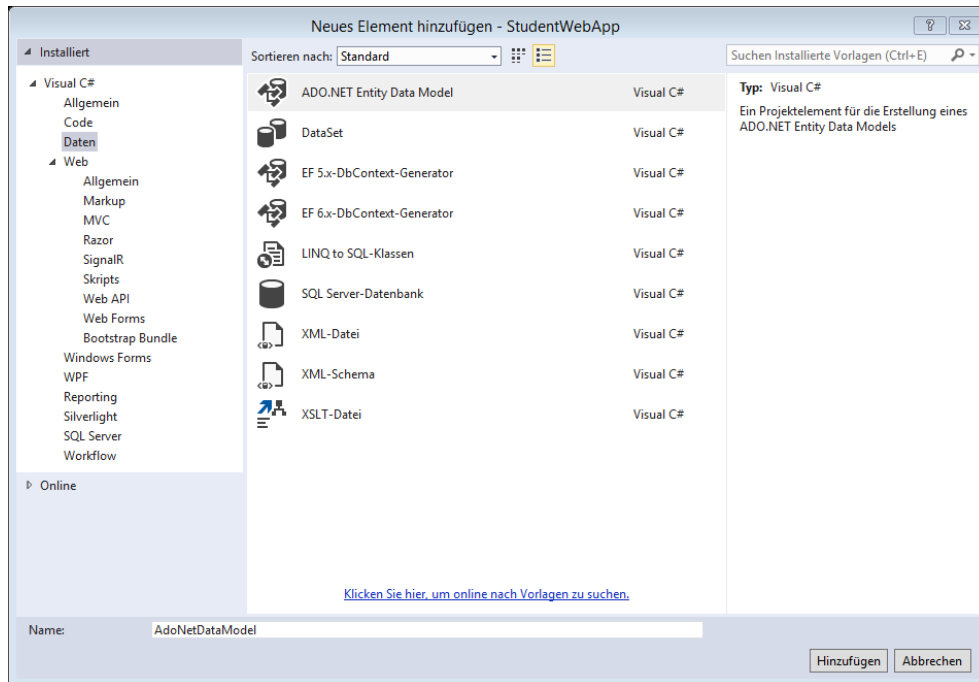 Neues Element hinzufügen - StudentWebApp
Installiert
Visual C#
Allgemein
Code
Daten
Web
Allgemein
Markup
MVC
Razor
SignalR
Skripts
Web API
Web Forms
Bootstrap Bundle
Windows Forms
WPF
Reporting
Silverlight
SQL Server
Workflow
Online
Sortieren nach: Standard
ADO.NET Entity Data Model Visual C#
DataSet Visual C#
EF 5.x-DbContext-Generator Visual C#
EF 6.x-DbContext-Generator Visual C#
LINQ to SQL-Klassen Visual C#
SQL Server-Datenbank Visual C#
XML-Datei Visual C#
XML-Schema Visual C#
XSLT-Datei Visual C#
Klicken Sie hier, um online nach Vorlagen zu suchen.
Suchen Installierte Vorlagen (Ctrl+E)
Typ: Visual C#
Ein Projektelement für die Erstellung eines
ADO.NET Entity Data Models
Name: AdoNetDataModel
Hinzufügen Abbrechen